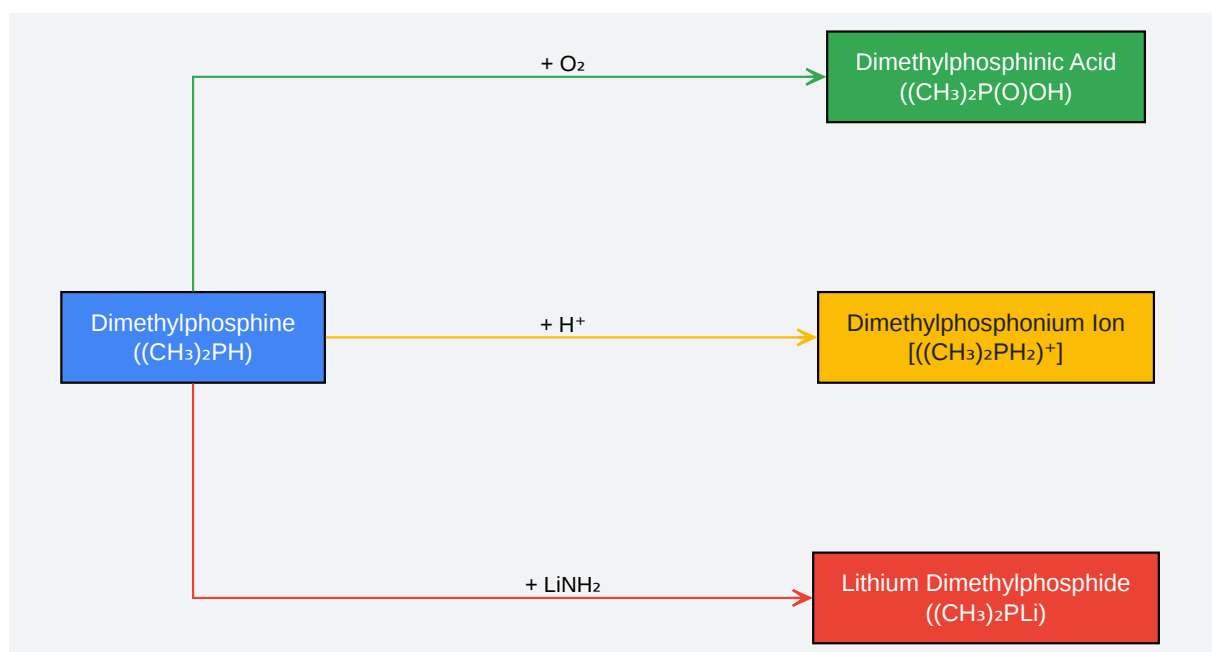 + O₂
Dimethylphosphinic Acid
((CH₃)₂P(O)OH)
Dimethylphosphine
((CH₃)₂PH)
+ H⁺
Dimethylphosphonium Ion
[((CH₃)₂PH₂)⁺]
+ LiNH₂
Lithium Dimethylphosphide
((CH₃)₂PLi)